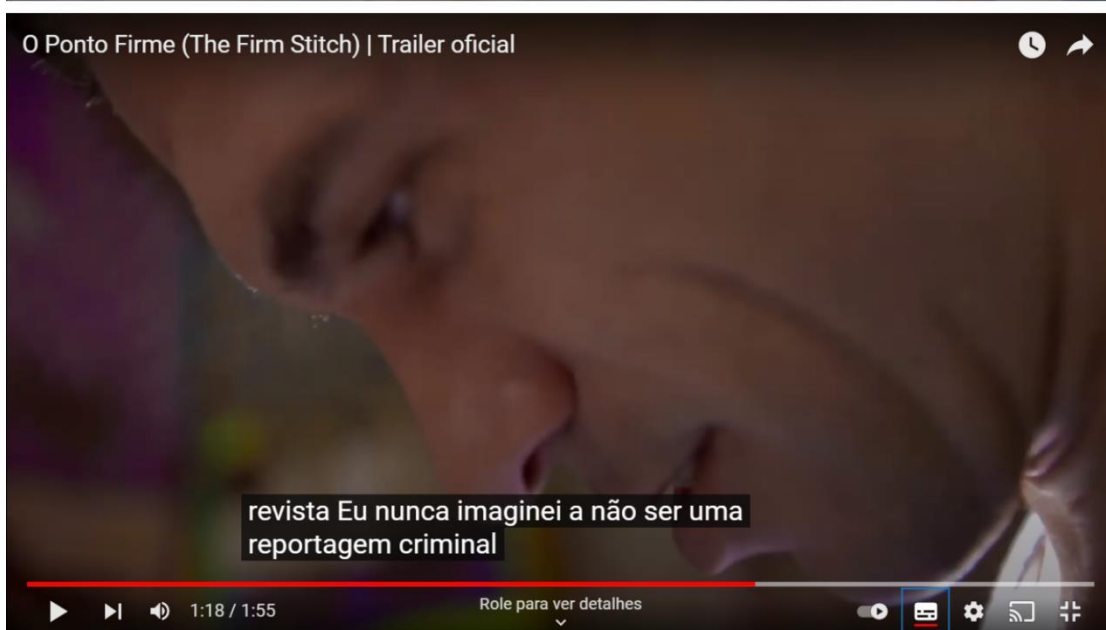 O Ponto Firme (The Firm Stitch) | Trailer oficial
revista Eu nunca imaginei a não ser uma
reportagem criminal
1:18 / 1:55
Role para ver detalhes